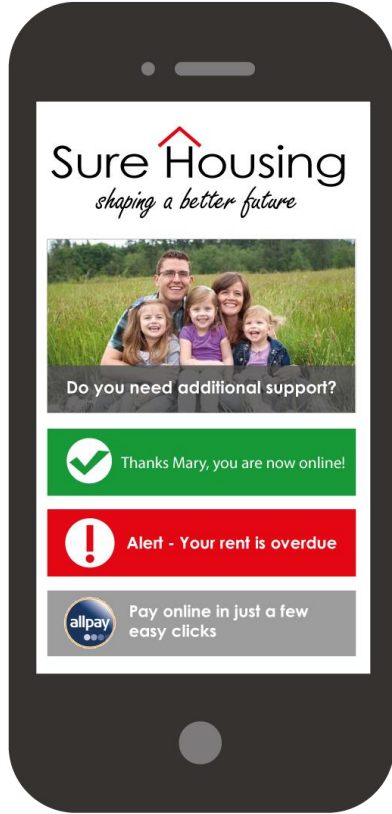 Sure Housing
shaping a better future
Do you need additional support?
Thanks Mary, you are now online!
Alert - Your rent is overdue
allpay
Pay online in just a few
easy clicks